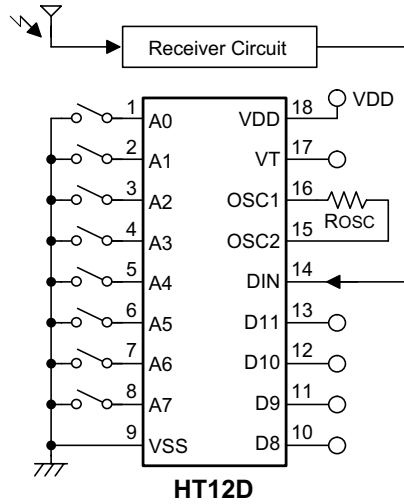 Receiver Circuit
VDD
1 A0 VDD 18
2 A1 VT 17
3 A2 OSC1 16
ROSC
4 A3 OSC2 15
5 A4 DIN 14
6 A5 D11 13
7 A6 D10 12
8 A7 D9 11
9 VSS D8 10
HT12D